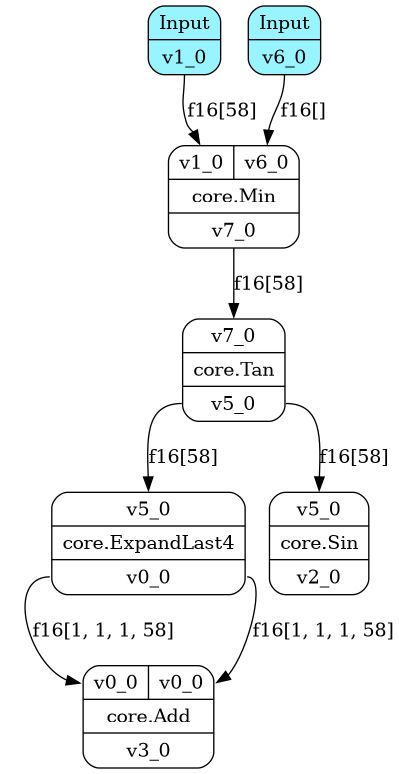 Input
v1_0
Input
v6_0
f16[58]
f16[]
v1_0 v6_0
core.Min
v7_0
f16[58]
v7_0
core.Tan
v5_0
f16[58]
f16[58]
v5_0
core.ExpandLast4
v0_0
v5_0
core.Sin
v2_0
f16[1, 1, 1, 58]
f16[1, 1, 1, 58]
v0_0 v0_0
core.Add
v3_0